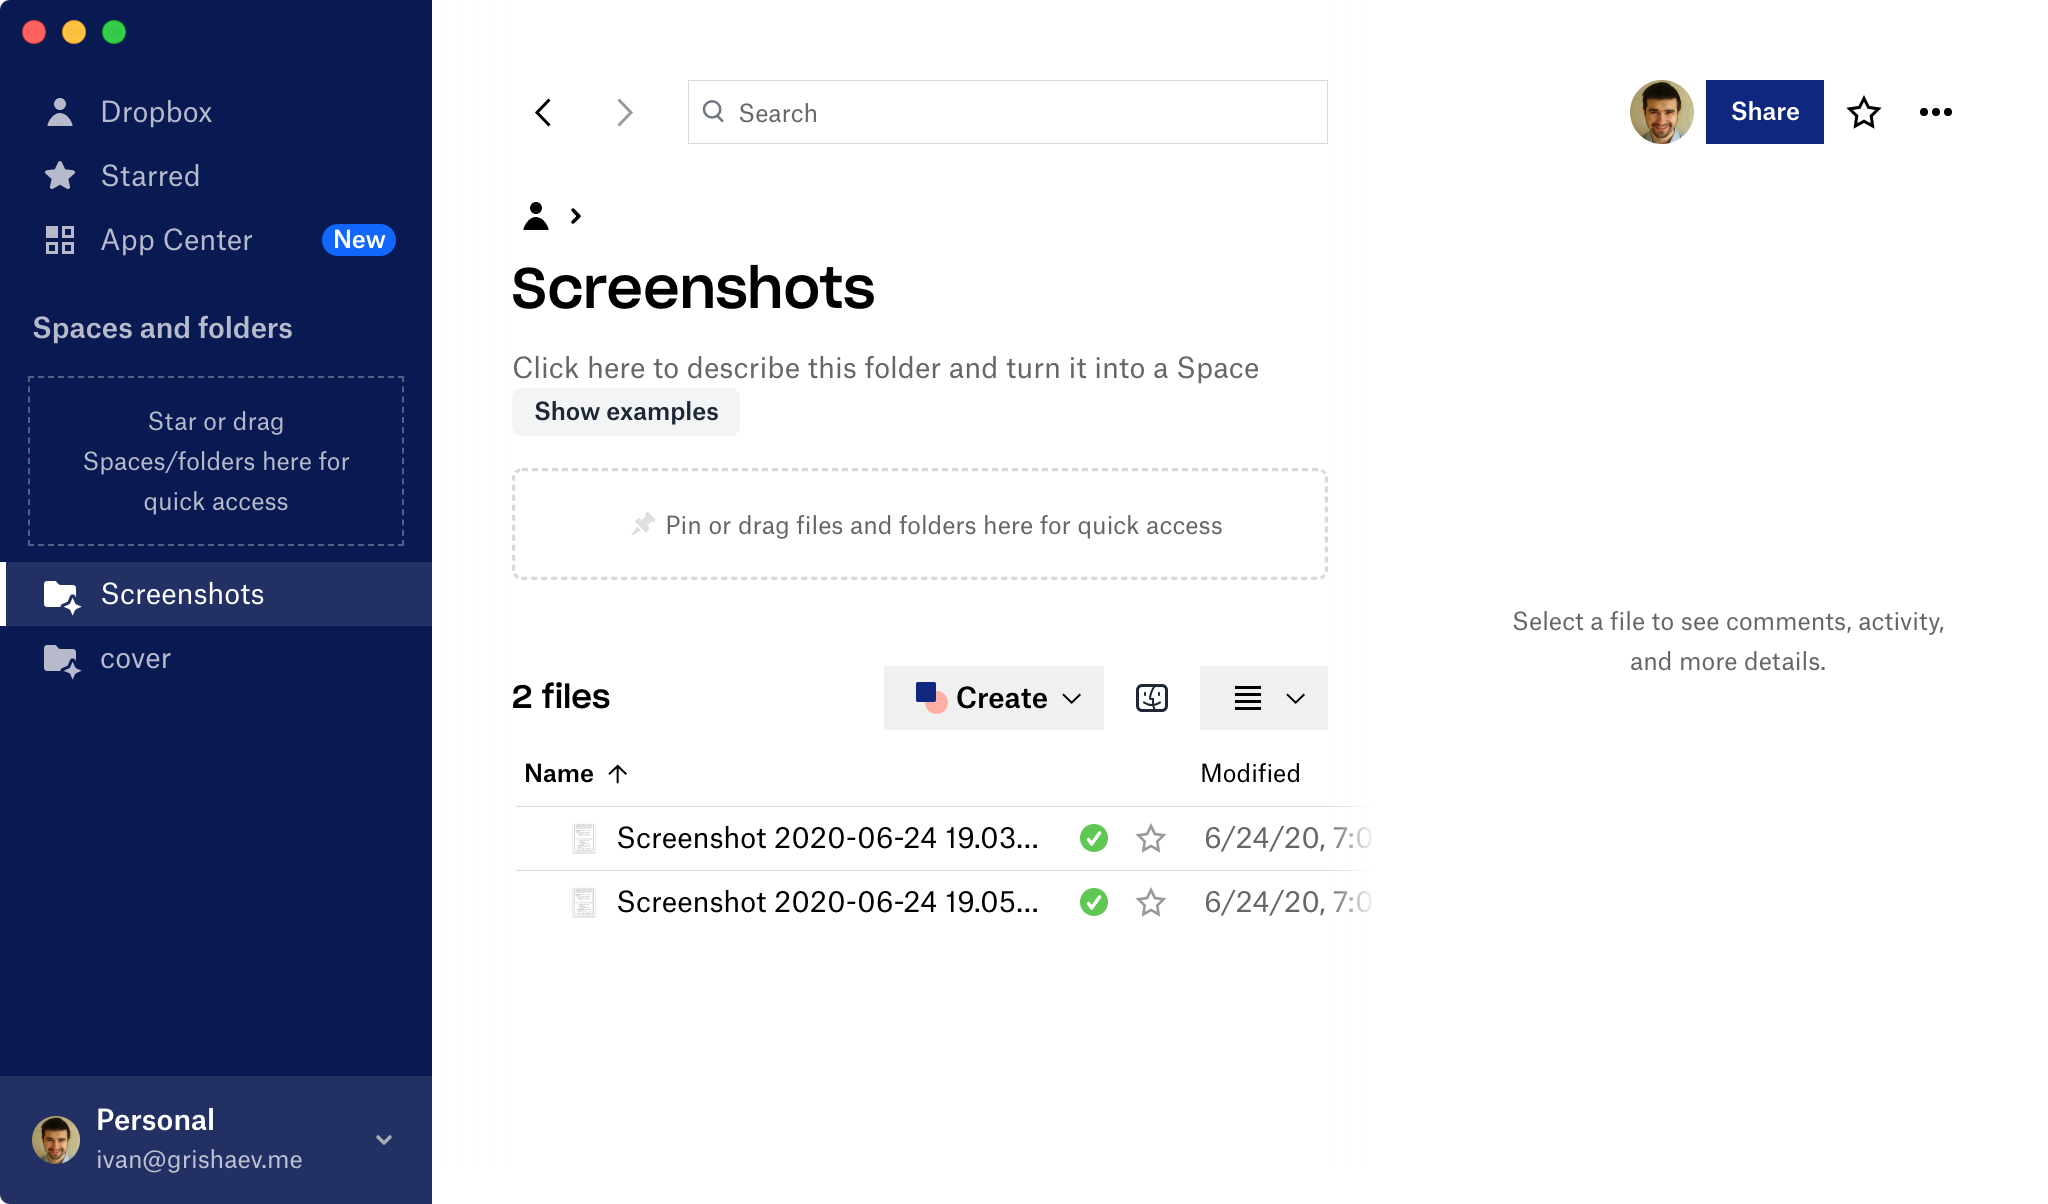 Dropbox
Starred
App Center New
Spaces and folders
Star or drag
Spaces/folders here for
quick access
Screenshots
cover
Personal
ivan@grishaev.me
Search
Share
Screenshots
Click here to describe this folder and turn it into a Space
Show examples
Pin or drag files and folders here for quick access
2 files
Create
Name
Modified
Screenshot 2020-06-24 19.03...
6/24/20, 7:0
Screenshot 2020-06-24 19.05...
6/24/20, 7:0
Select a file to see comments, activity,
and more details.